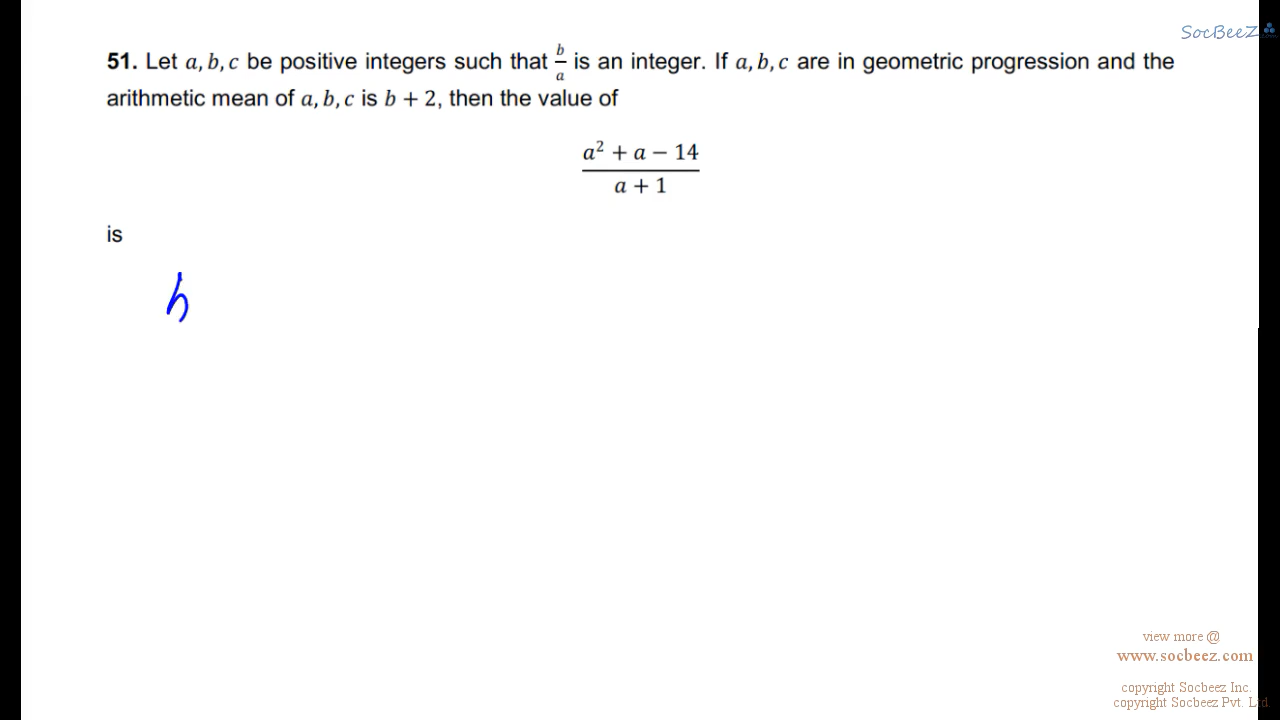 SocBeeZ.com
51. Let a, b, c be positive integers such that b/a is an integer. If a, b, c are in geometric progression and the
arithmetic mean of a, b, c is b + 2, then the value of
a² + a − 14
a + 1
is
view more @
www.socbeez.com
copyright Socbeez Inc.
copyright Socbeez Pvt. Ltd.